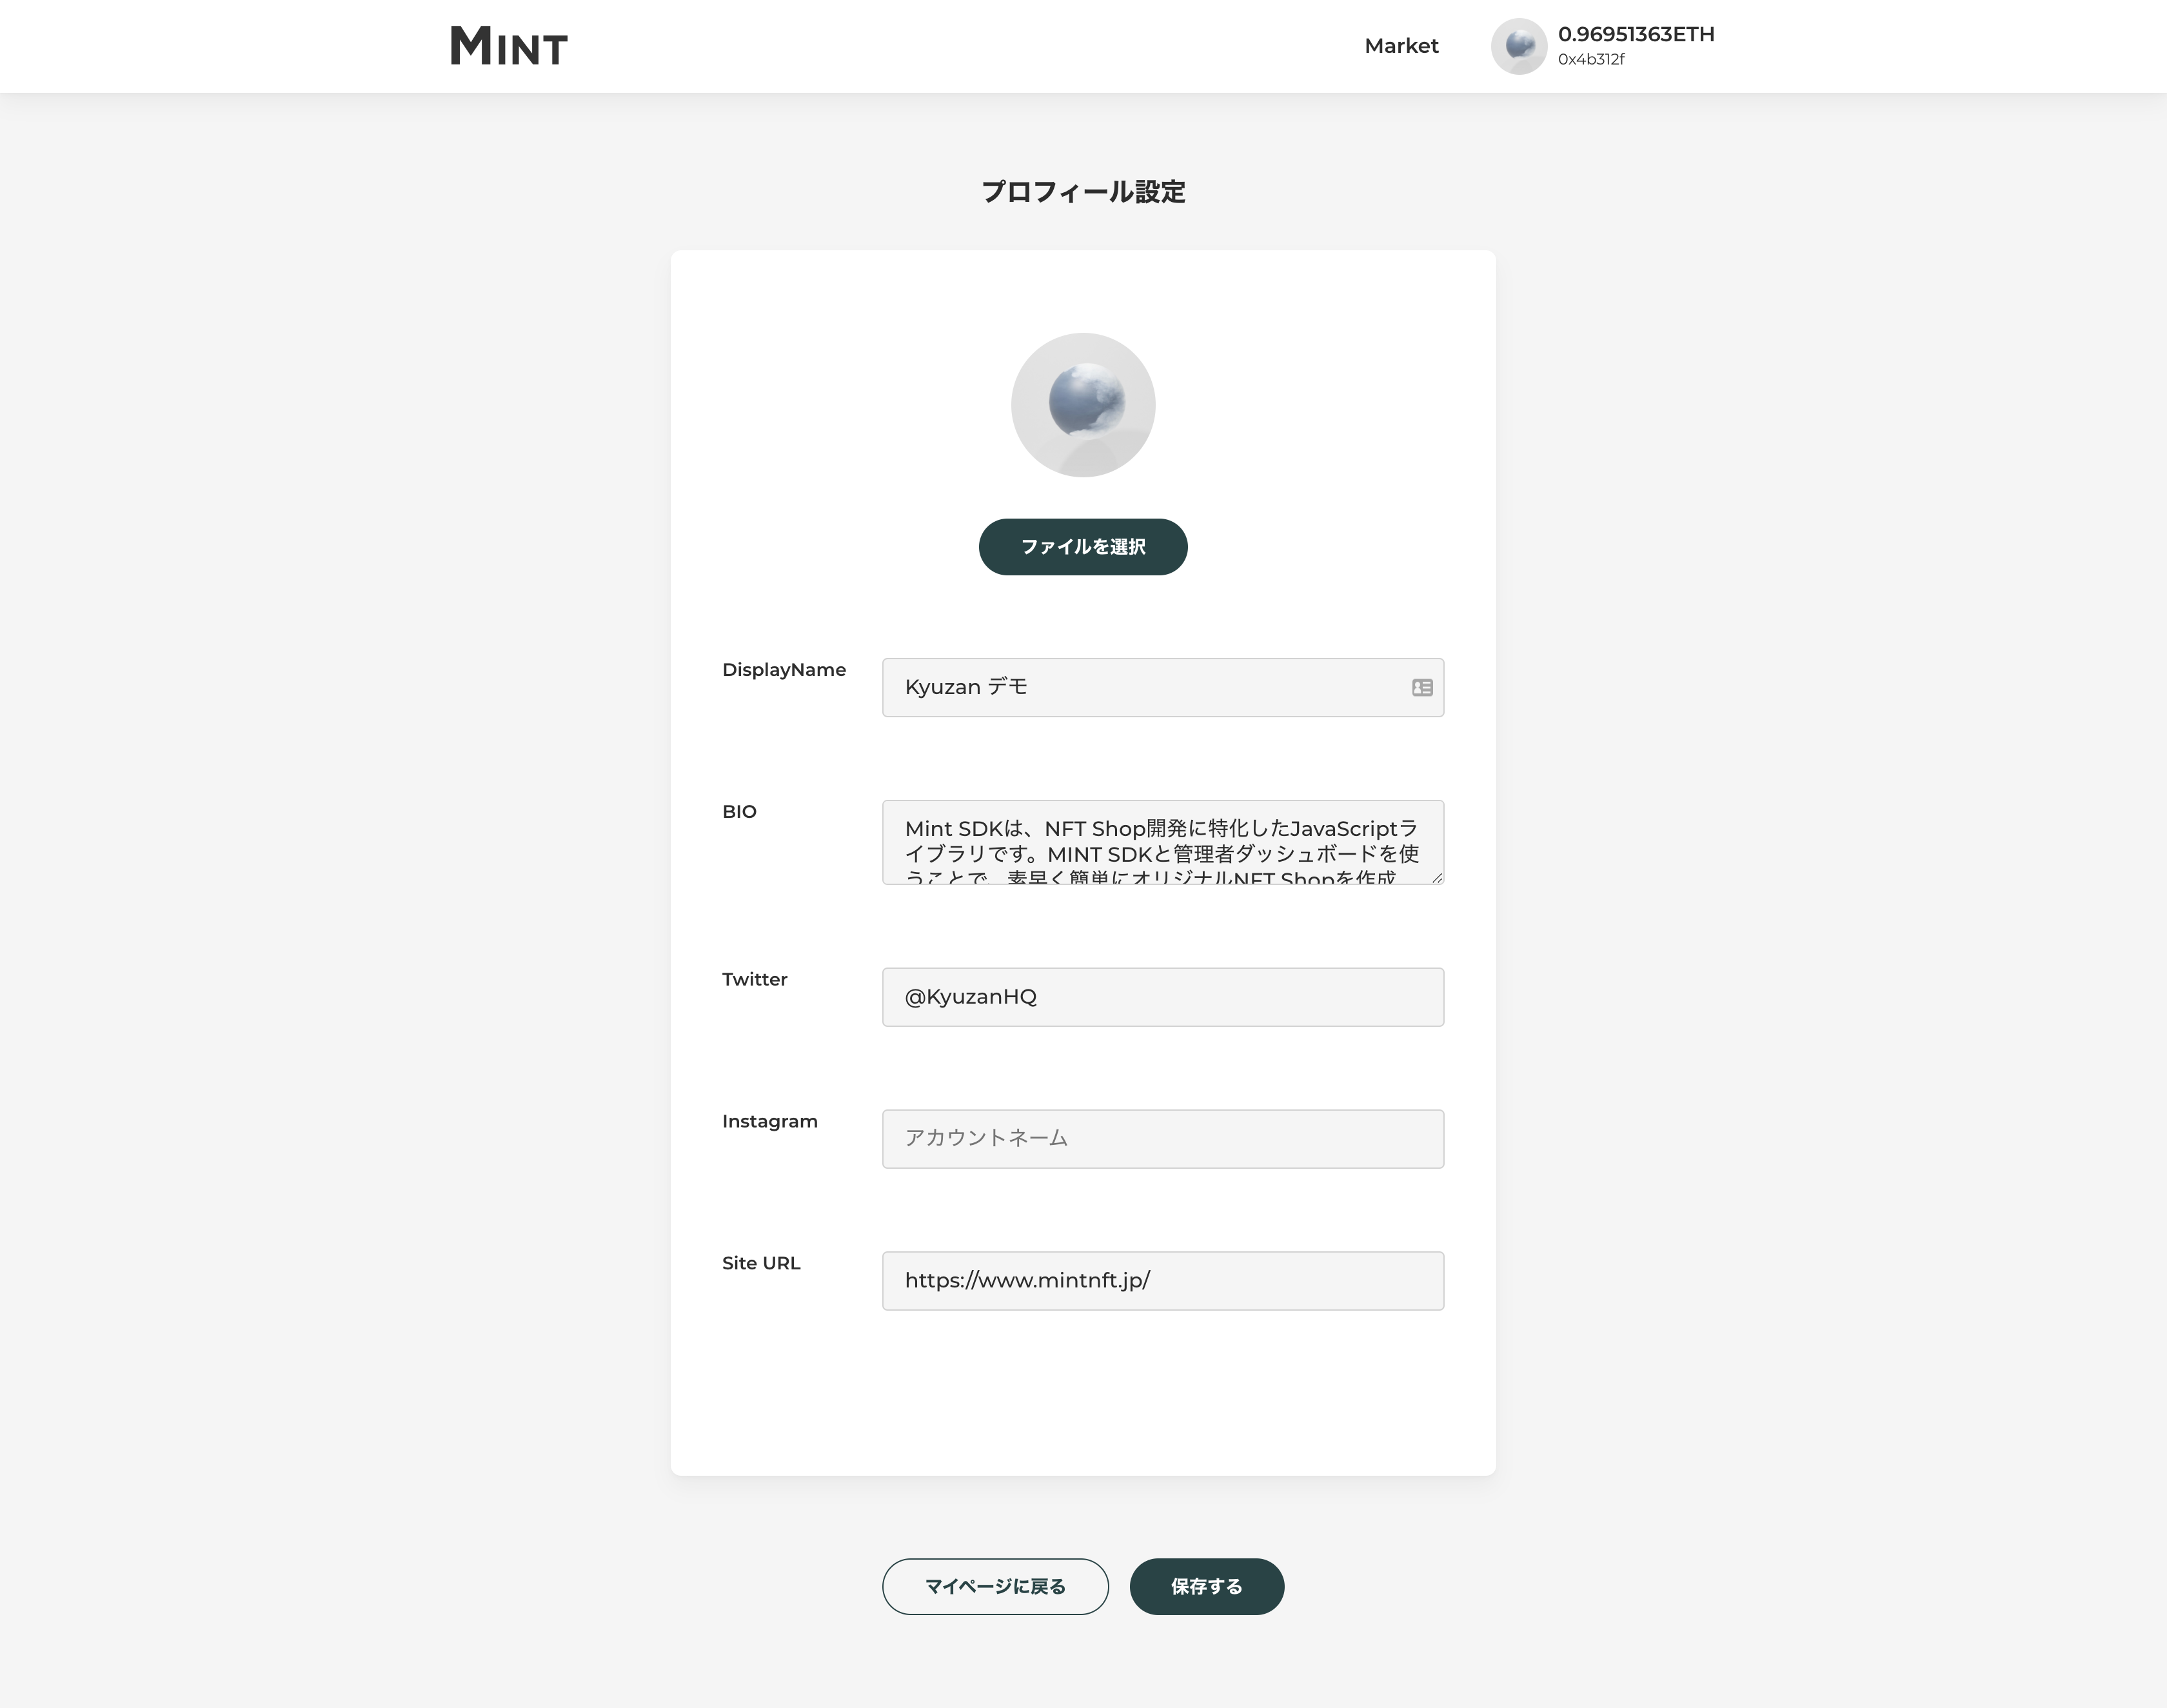 MINT
Market
0.96951363ETH
0x4b312f
プロフィール設定
ファイルを選択
DisplayName
Kyuzan デモ
BIO
Mint SDKは、NFT Shop開発に特化したJavaScriptラ
イブラリです。MINT SDKと管理者ダッシュボードを使
うことで、素早く簡単にオリジナルNFT Shopを作成
Twitter
@KyuzanHQ
Instagram
アカウントネーム
Site URL
https://www.mintnft.jp/
マイページに戻る
保存する